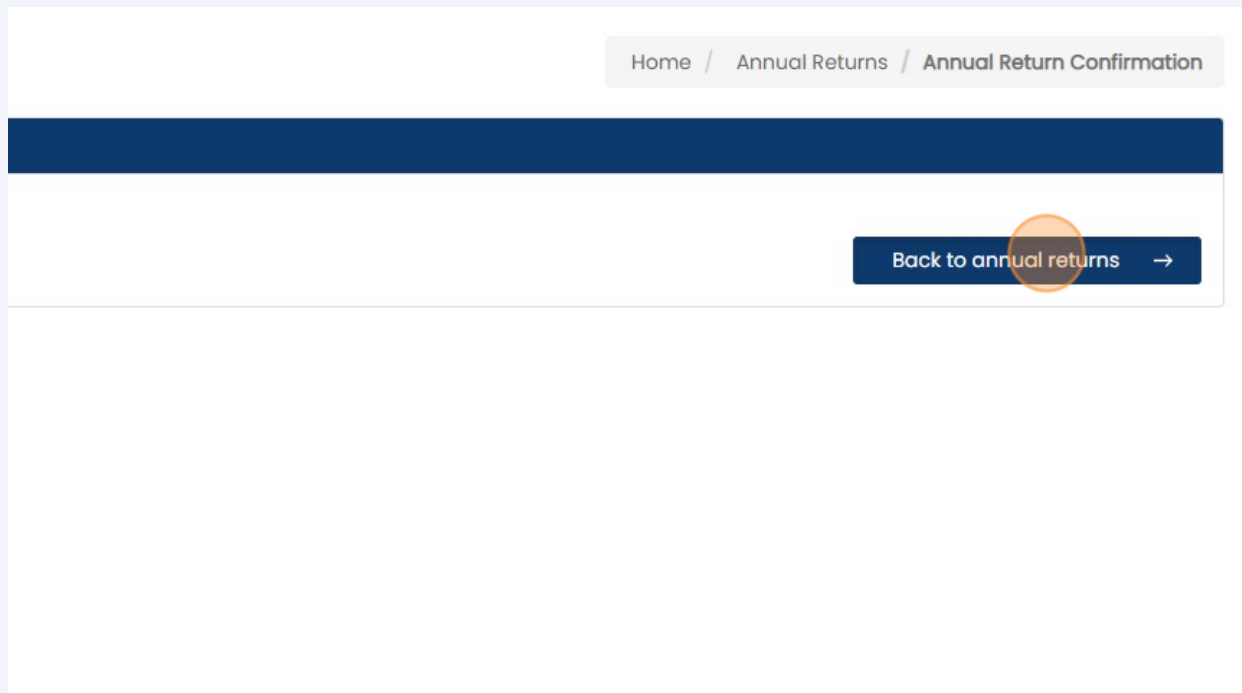 Home / Annual Returns / Annual Return Confirmation
Back to annual returns →